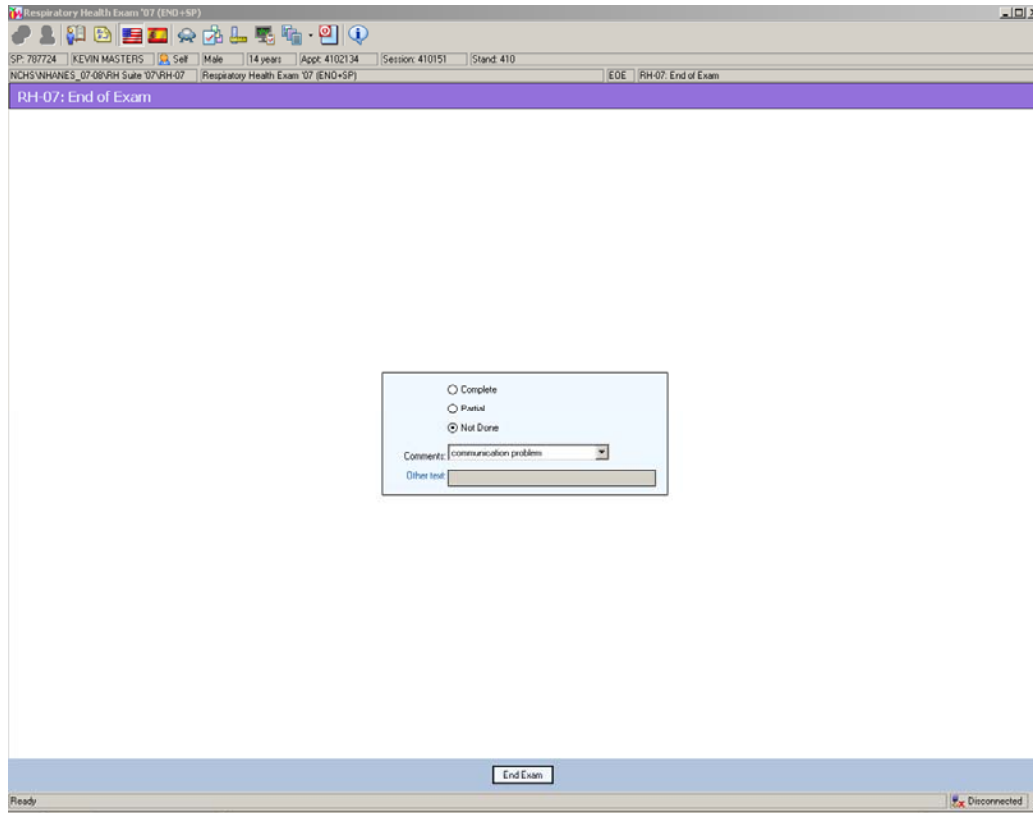 Respiratory Health Exam '07 (ENO+SP)
SP: 787724 KEVIN MASTERS Self Male 14 years Appt: 4102134 Session: 410151 Stand: 410
NCHS\NHANES_07-08\RH Suite '07\RH-07 Respiratory Health Exam '07 (ENO+SP) EOE RH-07: End of Exam
RH-07: End of Exam
Complete
Partial
Not Done
Comments: communication problem
Other text:
End Exam
Ready Disconnected